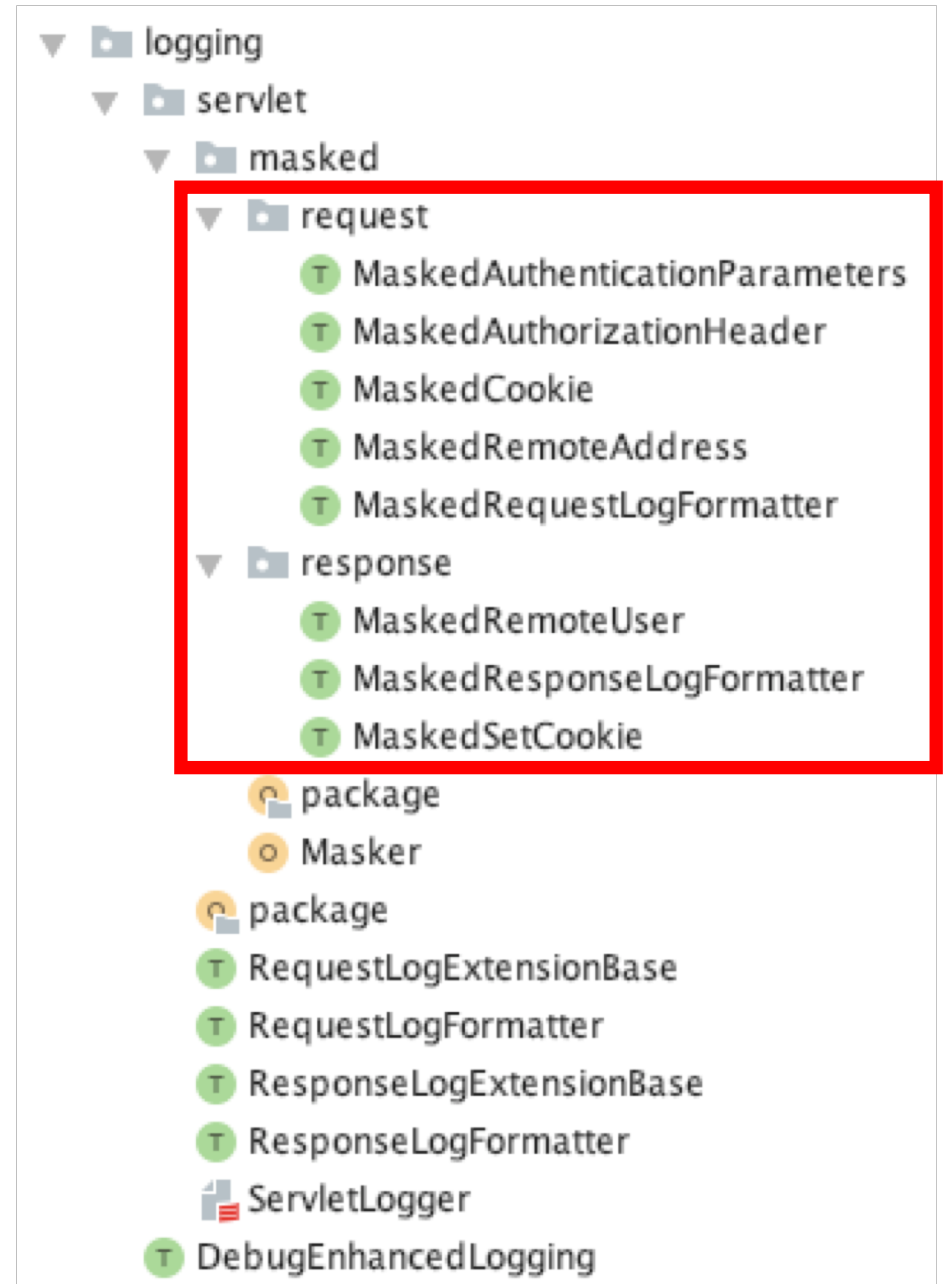 logging
servlet
masked
request
T MaskedAuthenticationParameters
T MaskedAuthorizationHeader
T MaskedCookie
T MaskedRemoteAddress
T MaskedRequestLogFormatter
response
T MaskedRemoteUser
T MaskedResponseLogFormatter
T MaskedSetCookie
package
O Masker
package
T RequestLogExtensionBase
T RequestLogFormatter
T ResponseLogExtensionBase
T ResponseLogFormatter
ServletLogger
T DebugEnhancedLogging